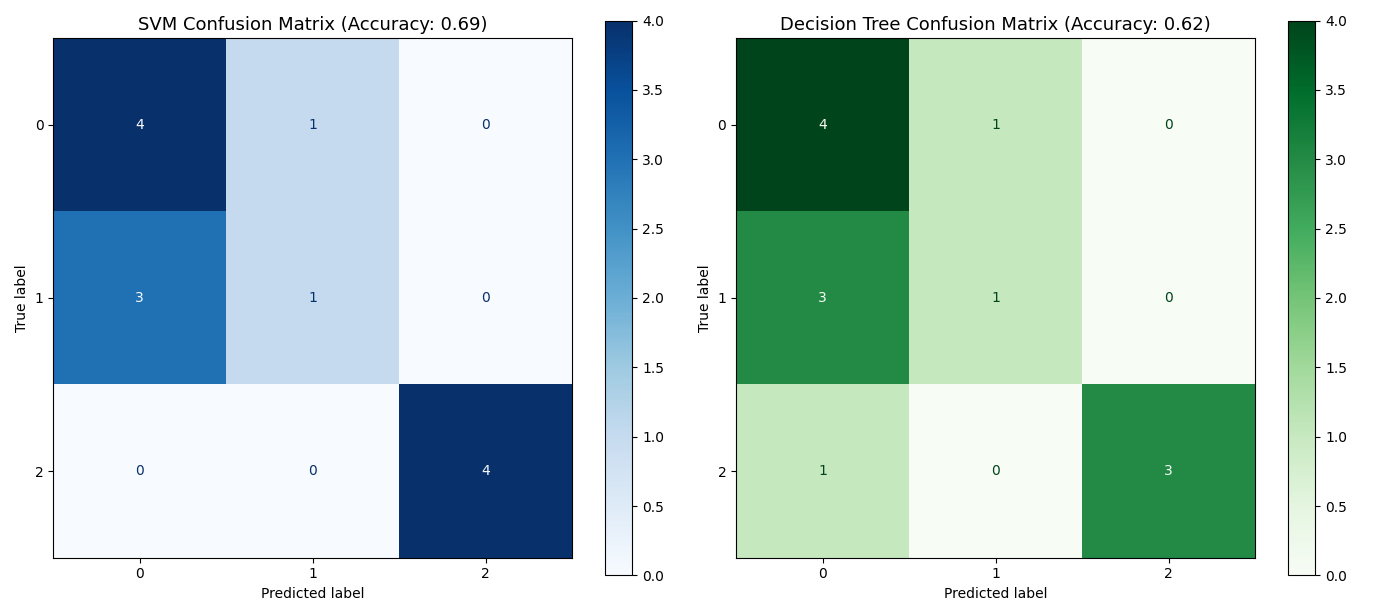 SVM Confusion Matrix (Accuracy: 0.69)
True label
0
1
2
4 1 0
3 1 0
0 0 4
0 1 2
Predicted label
4.0
3.5
3.0
2.5
2.0
1.5
1.0
0.5
0.0
Decision Tree Confusion Matrix (Accuracy: 0.62)
True label
0
1
2
4 1 0
3 1 0
1 0 3
0 1 2
Predicted label
4.0
3.5
3.0
2.5
2.0
1.5
1.0
0.5
0.0